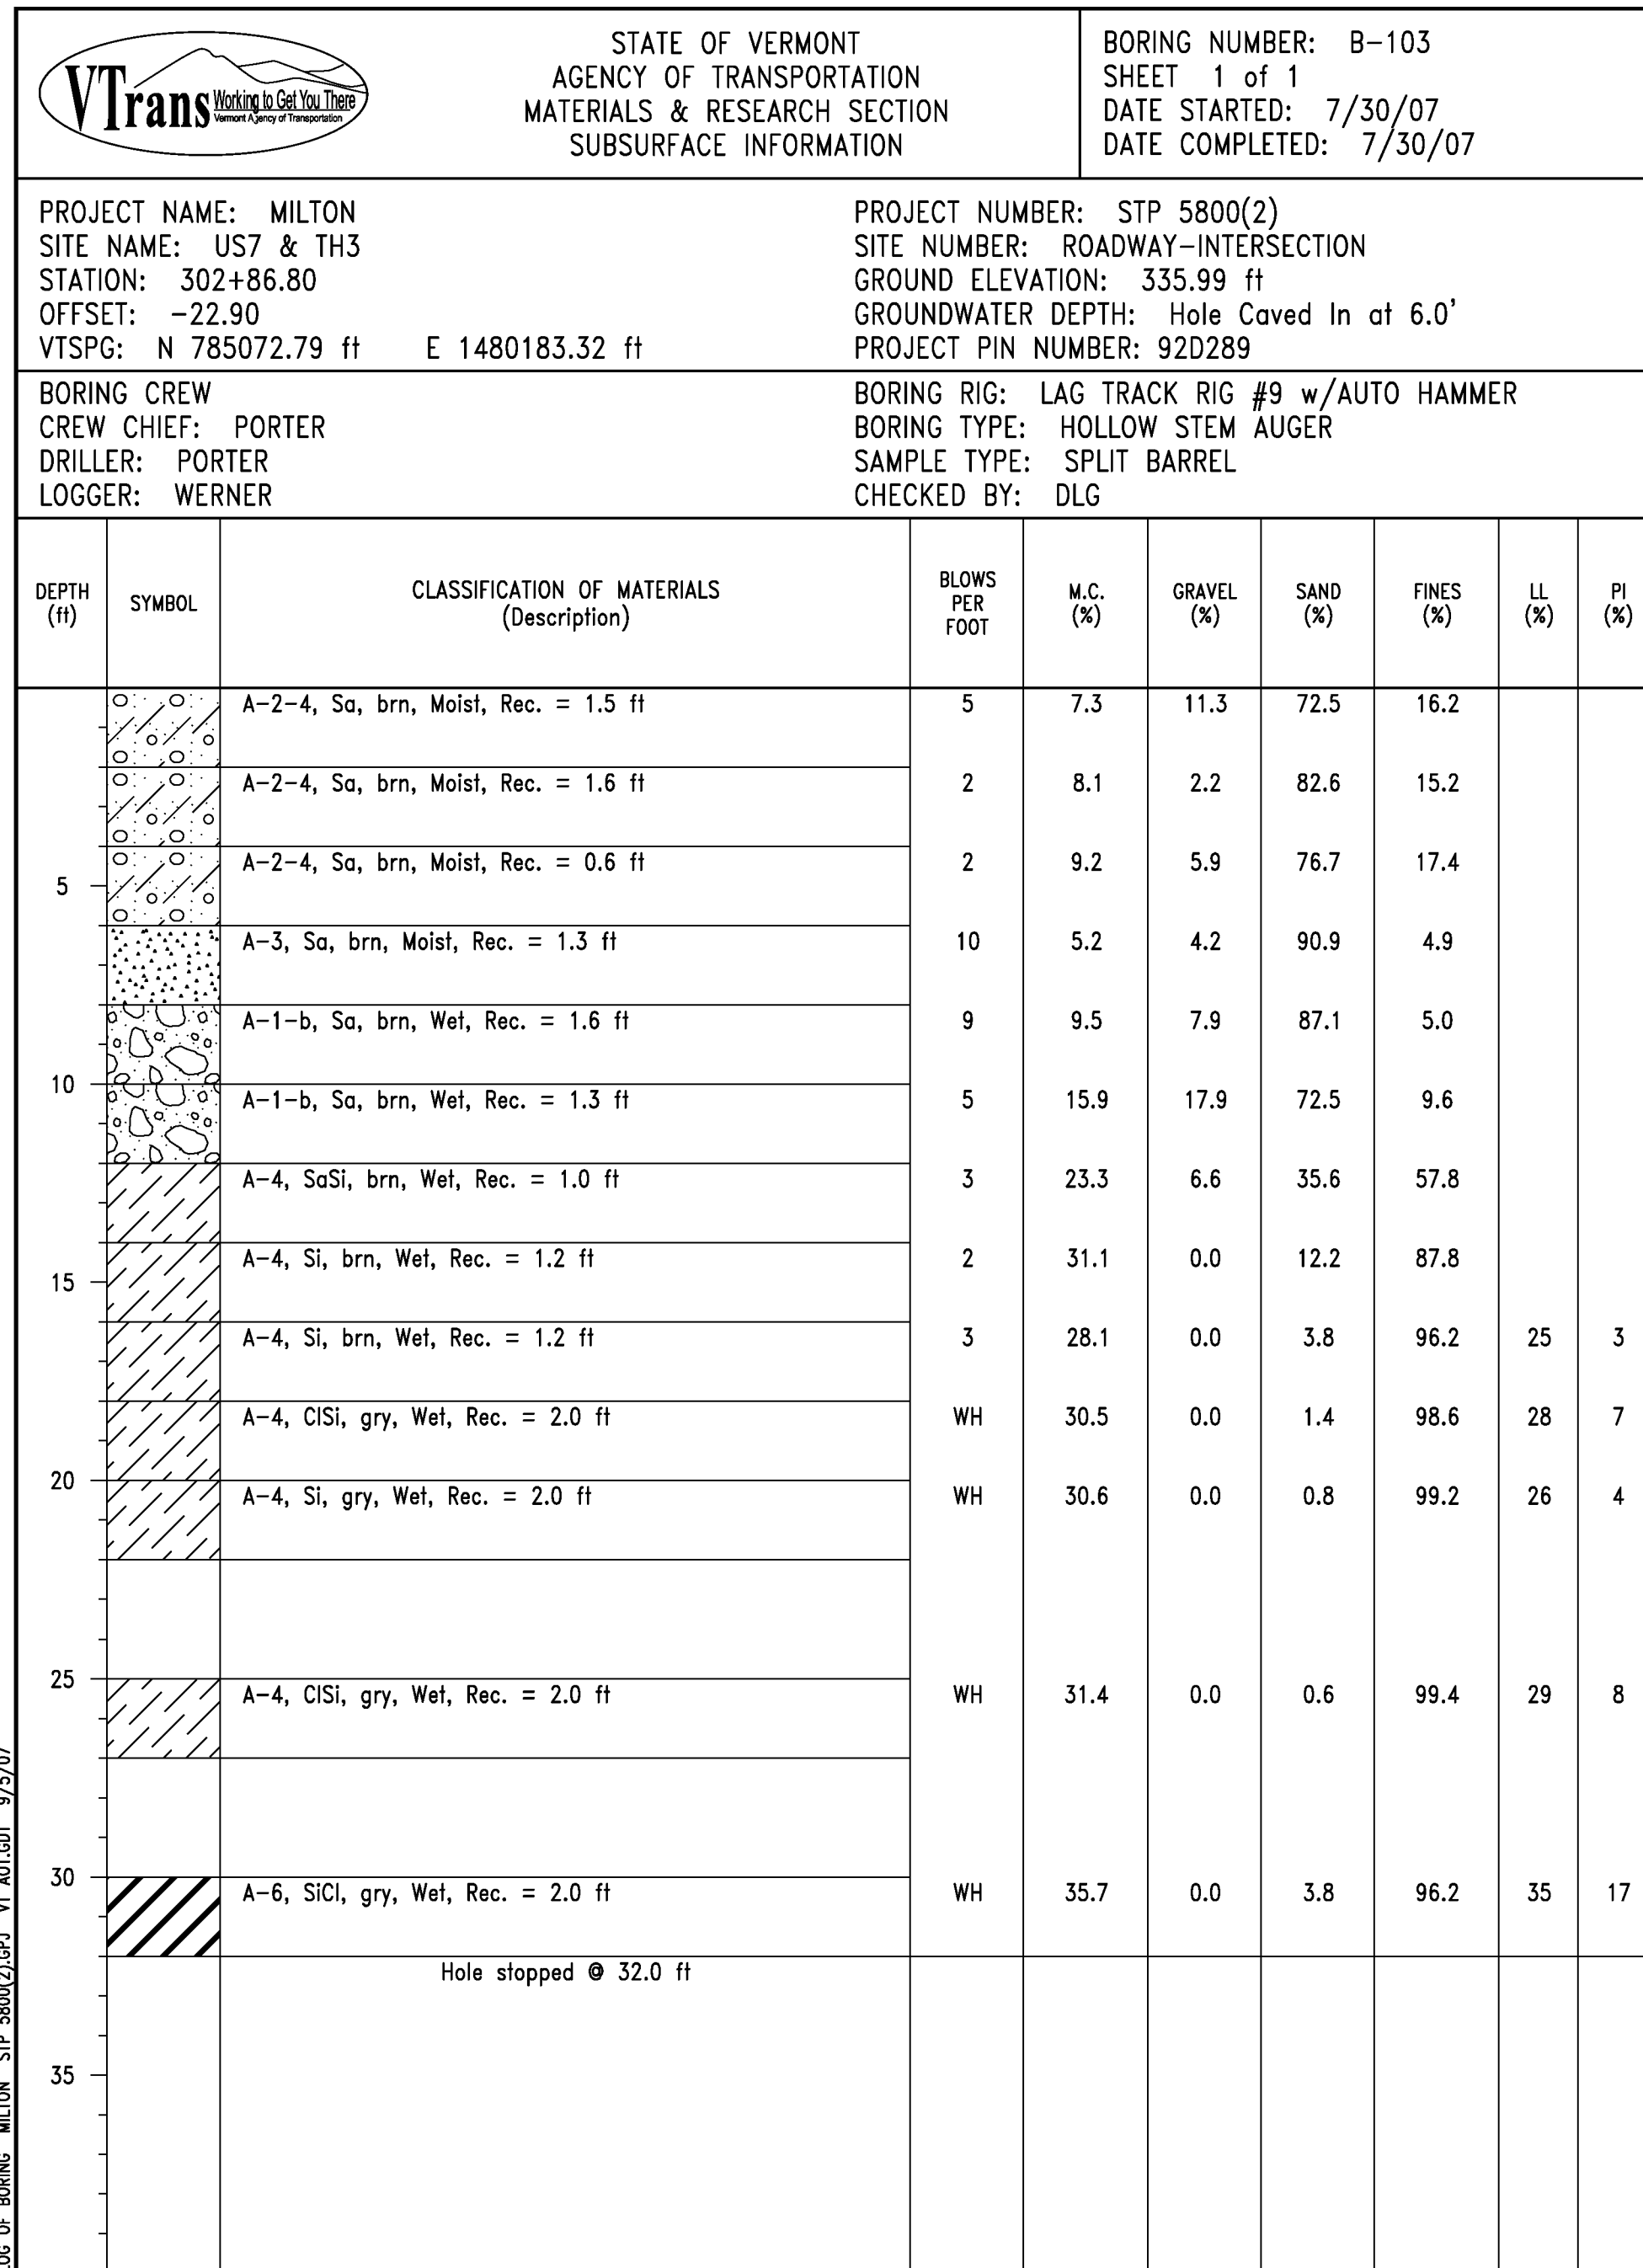 VTrans Working to Get You There
Vermont Agency of Transportation
STATE OF VERMONT
AGENCY OF TRANSPORTATION
MATERIALS & RESEARCH SECTION
SUBSURFACE INFORMATION
BORING NUMBER: B-103
SHEET 1 of 1
DATE STARTED: 7/30/07
DATE COMPLETED: 7/30/07
PROJECT NAME: MILTON
SITE NAME: US7 & TH3
STATION: 302+86.80
OFFSET: -22.90
VTSPG: N 785072.79 ft E 1480183.32 ft
PROJECT NUMBER: STP 5800(2)
SITE NUMBER: ROADWAY-INTERSECTION
GROUND ELEVATION: 335.99 ft
GROUNDWATER DEPTH: Hole Caved In at 6.0'
PROJECT PIN NUMBER: 92D289
BORING CREW
CREW CHIEF: PORTER
DRILLER: PORTER
LOGGER: WERNER
BORING RIG: LAG TRACK RIG #9 w/AUTO HAMMER
BORING TYPE: HOLLOW STEM AUGER
SAMPLE TYPE: SPLIT BARREL
CHECKED BY: DLG
DEPTH (ft) SYMBOL CLASSIFICATION OF MATERIALS (Description) BLOWS PER FOOT M.C. (%) GRAVEL (%) SAND (%) FINES (%) LL (%) PI (%)
A-2-4, Sa, brn, Moist, Rec. = 1.5 ft 5 7.3 11.3 72.5 16.2
A-2-4, Sa, brn, Moist, Rec. = 1.6 ft 2 8.1 2.2 82.6 15.2
A-2-4, Sa, brn, Moist, Rec. = 0.6 ft 2 9.2 5.9 76.7 17.4
5
A-3, Sa, brn, Moist, Rec. = 1.3 ft 10 5.2 4.2 90.9 4.9
A-1-b, Sa, brn, Wet, Rec. = 1.6 ft 9 9.5 7.9 87.1 5.0
10
A-1-b, Sa, brn, Wet, Rec. = 1.3 ft 5 15.9 17.9 72.5 9.6
A-4, SaSi, brn, Wet, Rec. = 1.0 ft 3 23.3 6.6 35.6 57.8
A-4, Si, brn, Wet, Rec. = 1.2 ft 2 31.1 0.0 12.2 87.8
15
A-4, Si, brn, Wet, Rec. = 1.2 ft 3 28.1 0.0 3.8 96.2 25 3
A-4, ClSi, gry, Wet, Rec. = 2.0 ft WH 30.5 0.0 1.4 98.6 28 7
20
A-4, Si, gry, Wet, Rec. = 2.0 ft WH 30.6 0.0 0.8 99.2 26 4
25
A-4, ClSi, gry, Wet, Rec. = 2.0 ft WH 31.4 0.0 0.6 99.4 29 8
30
A-6, SiCl, gry, Wet, Rec. = 2.0 ft WH 35.7 0.0 3.8 96.2 35 17
Hole stopped @ 32.0 ft
35
OF BORING MILTON STP 5800(2).GPJ VT AOT.GDT 9/5/07